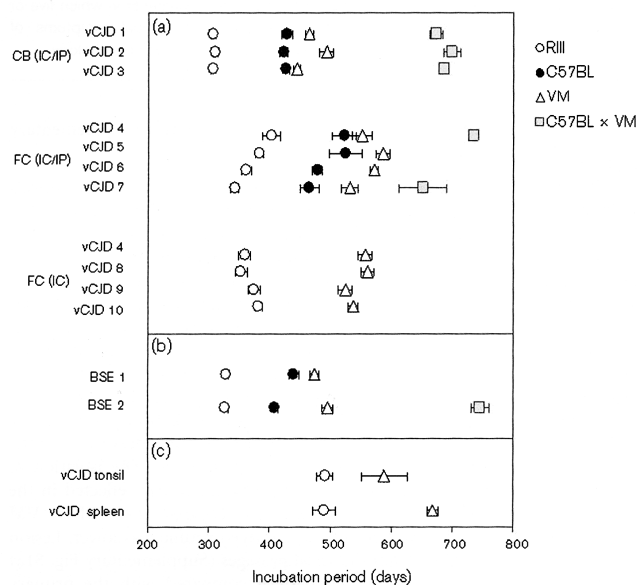 (a)
vCJD 1
CB (IC/IP)
vCJD 2
vCJD 3
vCJD 4
vCJD 5
FC (IC/IP)
vCJD 6
vCJD 7
vCJD 4
vCJD 8
FC (IC)
vCJD 9
vCJD 10
(b)
BSE 1
BSE 2
(c)
vCJD tonsil
vCJD spleen
200 300 400 500 600 700 800
Incubation period (days)
RIII
C57BL
VM
C57BL × VM